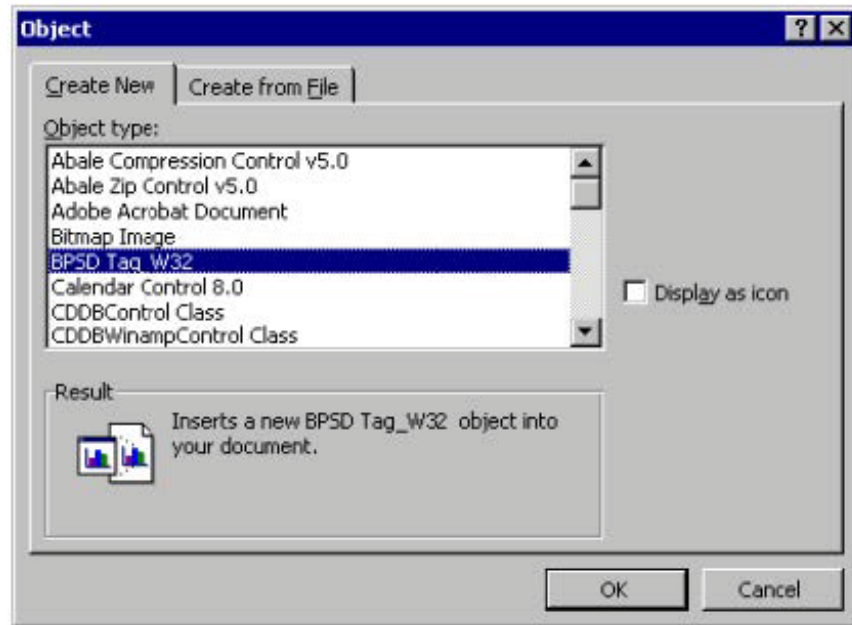 Object
Create New Create from File
Object type:
Abale Compression Control v5.0
Abale Zip Control v5.0
Adobe Acrobat Document
Bitmap Image
BPSD Tag_W32
Calendar Control 8.0
CDDBControl Class
CDDBWinampControl Class
Display as icon
Result
Inserts a new BPSD Tag_W32 object into
your document.
OK Cancel